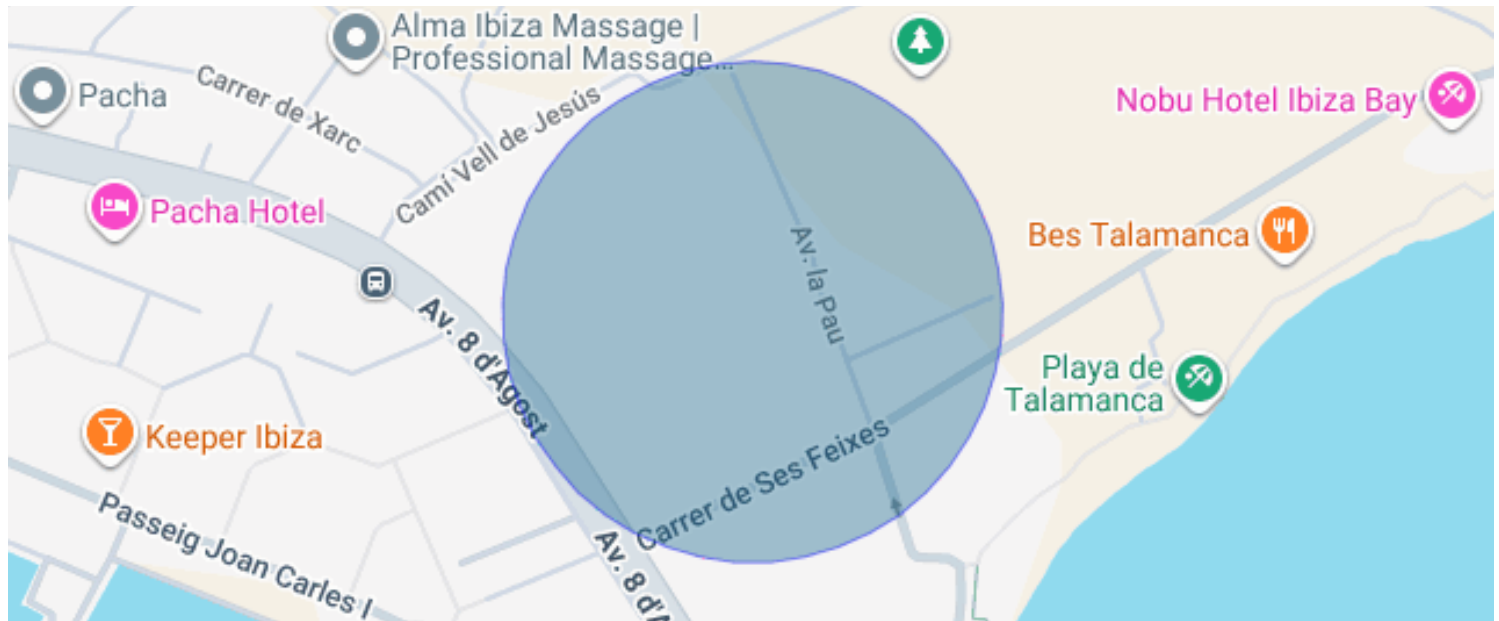 Alma Ibiza Massage |
Professional Massage...
Carrer de Xarc
Pacha
Nobu Hotel Ibiza Bay
Camí Vell de Jesús
Pacha Hotel
Bes Talamanca
Av. la Pau
Av. 8 d'Agost
Playa de
Talamanca
Keeper Ibiza
Carrer de Ses Feixes
Passeig Joan Carles I
Av. 8 d'A